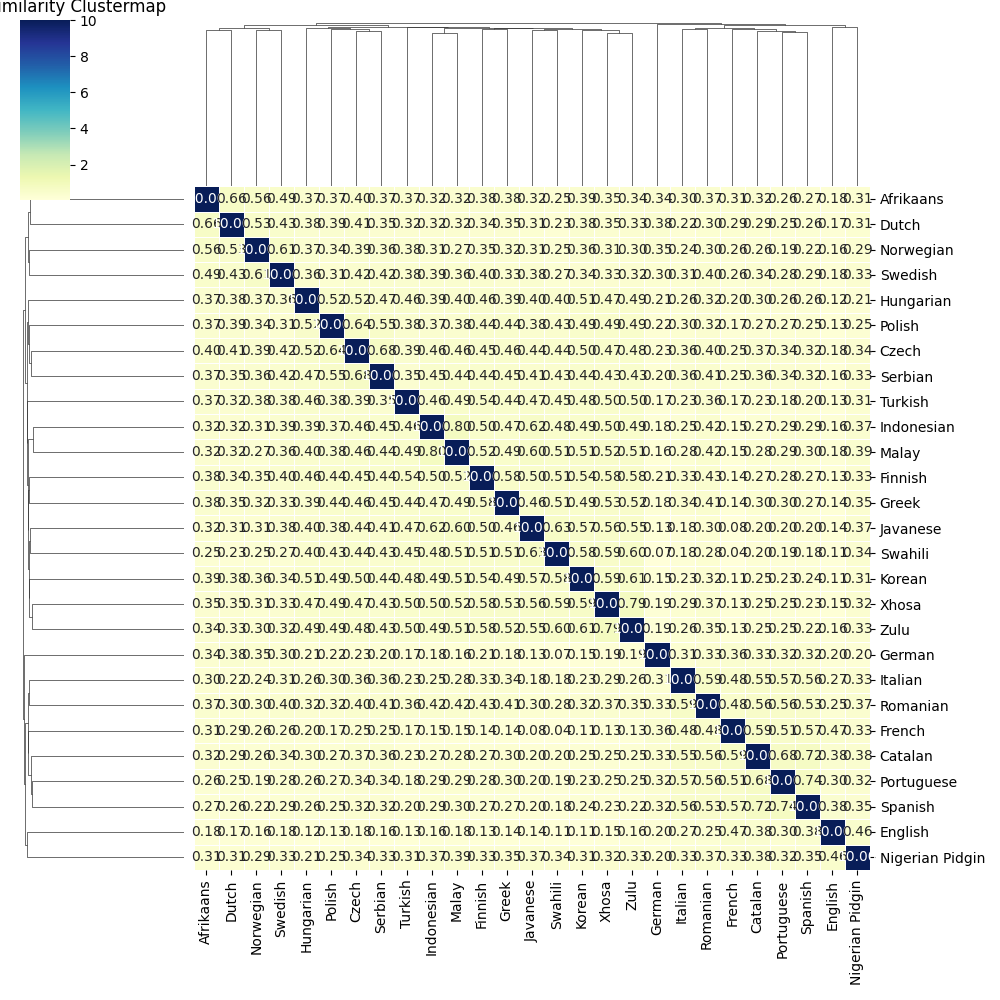 milarity Clustermap
10
8
6
4
2
0.0 0.66 0.56 0.49 0.37 0.37 0.40 0.37 0.37 0.32 0.32 0.38 0.38 0.32 0.25 0.39 0.35 0.34 0.34 0.30 0.37 0.31 0.32 0.26 0.27 0.18 0.31 Afrikaans
0.66 0.0 0.53 0.43 0.38 0.39 0.41 0.35 0.32 0.32 0.32 0.34 0.35 0.31 0.23 0.38 0.35 0.33 0.38 0.22 0.30 0.29 0.29 0.25 0.26 0.17 0.31 Dutch
0.56 0.53 0.0 0.61 0.37 0.34 0.39 0.36 0.38 0.31 0.27 0.35 0.32 0.31 0.25 0.36 0.31 0.30 0.35 0.24 0.30 0.26 0.26 0.19 0.22 0.16 0.29 Norwegian
0.49 0.43 0.61 0.0 0.36 0.31 0.42 0.42 0.38 0.39 0.36 0.40 0.33 0.38 0.27 0.34 0.33 0.32 0.30 0.31 0.40 0.26 0.34 0.28 0.29 0.18 0.33 Swedish
0.37 0.38 0.37 0.36 0.0 0.52 0.52 0.47 0.46 0.39 0.40 0.46 0.39 0.40 0.40 0.51 0.47 0.49 0.21 0.26 0.32 0.20 0.30 0.26 0.26 0.12 0.21 Hungarian
0.37 0.39 0.34 0.31 0.52 0.0 0.64 0.55 0.38 0.37 0.38 0.44 0.44 0.38 0.43 0.49 0.49 0.49 0.22 0.30 0.32 0.17 0.27 0.27 0.25 0.13 0.25 Polish
0.40 0.41 0.39 0.42 0.52 0.64 0.0 0.68 0.39 0.46 0.46 0.45 0.46 0.44 0.44 0.50 0.47 0.48 0.23 0.36 0.40 0.25 0.37 0.34 0.32 0.18 0.34 Czech
0.37 0.35 0.36 0.42 0.47 0.55 0.68 0.0 0.35 0.45 0.44 0.44 0.45 0.41 0.43 0.44 0.43 0.43 0.20 0.36 0.41 0.25 0.36 0.34 0.32 0.16 0.33 Serbian
0.37 0.32 0.38 0.38 0.46 0.38 0.39 0.35 0.0 0.46 0.49 0.54 0.44 0.47 0.45 0.48 0.50 0.50 0.17 0.23 0.36 0.17 0.23 0.18 0.20 0.13 0.31 Turkish
0.32 0.32 0.31 0.39 0.39 0.37 0.46 0.45 0.46 0.0 0.80 0.50 0.47 0.62 0.48 0.49 0.50 0.49 0.18 0.25 0.42 0.15 0.27 0.29 0.29 0.16 0.37 Indonesian
0.32 0.32 0.27 0.36 0.40 0.38 0.46 0.44 0.49 0.80 0.0 0.52 0.49 0.60 0.51 0.51 0.52 0.51 0.16 0.28 0.42 0.15 0.28 0.29 0.30 0.18 0.39 Malay
0.38 0.34 0.35 0.40 0.46 0.44 0.45 0.44 0.54 0.50 0.52 0.0 0.58 0.50 0.51 0.54 0.58 0.58 0.21 0.33 0.43 0.14 0.27 0.28 0.27 0.13 0.33 Finnish
0.38 0.35 0.32 0.33 0.39 0.44 0.46 0.45 0.44 0.47 0.49 0.58 0.0 0.46 0.51 0.49 0.53 0.52 0.18 0.34 0.41 0.14 0.30 0.30 0.27 0.14 0.35 Greek
0.32 0.31 0.31 0.38 0.40 0.38 0.44 0.41 0.47 0.62 0.60 0.50 0.46 0.0 0.63 0.57 0.56 0.55 0.13 0.18 0.30 0.08 0.20 0.20 0.20 0.14 0.37 Javanese
0.25 0.23 0.25 0.27 0.40 0.43 0.44 0.43 0.45 0.48 0.51 0.51 0.51 0.63 0.0 0.58 0.59 0.60 0.07 0.18 0.28 0.04 0.20 0.19 0.18 0.11 0.34 Swahili
0.39 0.38 0.36 0.34 0.51 0.49 0.50 0.44 0.48 0.49 0.51 0.54 0.49 0.57 0.58 0.0 0.59 0.61 0.15 0.23 0.32 0.11 0.25 0.23 0.24 0.11 0.31 Korean
0.35 0.35 0.31 0.33 0.47 0.49 0.47 0.43 0.50 0.50 0.52 0.58 0.53 0.56 0.59 0.59 0.0 0.79 0.19 0.29 0.37 0.13 0.25 0.25 0.23 0.15 0.32 Xhosa
0.34 0.33 0.30 0.32 0.49 0.49 0.48 0.43 0.50 0.49 0.51 0.58 0.52 0.55 0.60 0.61 0.79 0.0 0.19 0.26 0.35 0.13 0.25 0.25 0.22 0.16 0.33 Zulu
0.34 0.38 0.35 0.30 0.21 0.22 0.23 0.20 0.17 0.18 0.16 0.21 0.18 0.13 0.07 0.15 0.19 0.19 0.0 0.31 0.33 0.36 0.33 0.32 0.32 0.20 0.20 German
0.30 0.22 0.24 0.31 0.26 0.30 0.36 0.36 0.23 0.25 0.28 0.33 0.34 0.18 0.18 0.23 0.29 0.26 0.31 0.0 0.59 0.48 0.55 0.57 0.56 0.27 0.33 Italian
0.37 0.30 0.30 0.40 0.32 0.32 0.40 0.41 0.36 0.42 0.42 0.43 0.41 0.30 0.28 0.32 0.37 0.35 0.33 0.59 0.0 0.48 0.56 0.56 0.53 0.25 0.37 Romanian
0.31 0.29 0.26 0.26 0.20 0.17 0.25 0.25 0.17 0.15 0.15 0.14 0.14 0.08 0.04 0.11 0.13 0.13 0.36 0.48 0.48 0.0 0.59 0.51 0.57 0.47 0.33 French
0.32 0.29 0.26 0.34 0.30 0.27 0.37 0.36 0.23 0.27 0.28 0.27 0.30 0.20 0.20 0.25 0.25 0.25 0.33 0.55 0.56 0.59 0.0 0.68 0.72 0.38 0.38 Catalan
0.26 0.25 0.19 0.28 0.26 0.27 0.34 0.34 0.18 0.29 0.29 0.28 0.30 0.20 0.19 0.23 0.25 0.25 0.32 0.57 0.56 0.51 0.68 0.0 0.74 0.30 0.32 Portuguese
0.27 0.26 0.22 0.29 0.26 0.25 0.32 0.32 0.20 0.29 0.30 0.27 0.27 0.20 0.18 0.24 0.23 0.22 0.32 0.56 0.53 0.57 0.72 0.74 0.0 0.38 0.35 Spanish
0.18 0.17 0.16 0.18 0.12 0.13 0.18 0.16 0.13 0.16 0.18 0.13 0.14 0.14 0.11 0.11 0.15 0.16 0.20 0.27 0.25 0.47 0.38 0.30 0.38 0.0 0.46 English
0.31 0.31 0.29 0.33 0.21 0.25 0.34 0.33 0.31 0.37 0.39 0.33 0.35 0.37 0.34 0.31 0.32 0.33 0.20 0.33 0.37 0.33 0.38 0.32 0.35 0.46 0.0 Nigerian Pidgin
Afrikaans
Dutch
Norwegian
Swedish
Hungarian
Polish
Czech
Serbian
Turkish
Indonesian
Malay
Finnish
Greek
Javanese
Swahili
Korean
Xhosa
Zulu
German
Italian
Romanian
French
Catalan
Portuguese
Spanish
English
Nigerian Pidgin